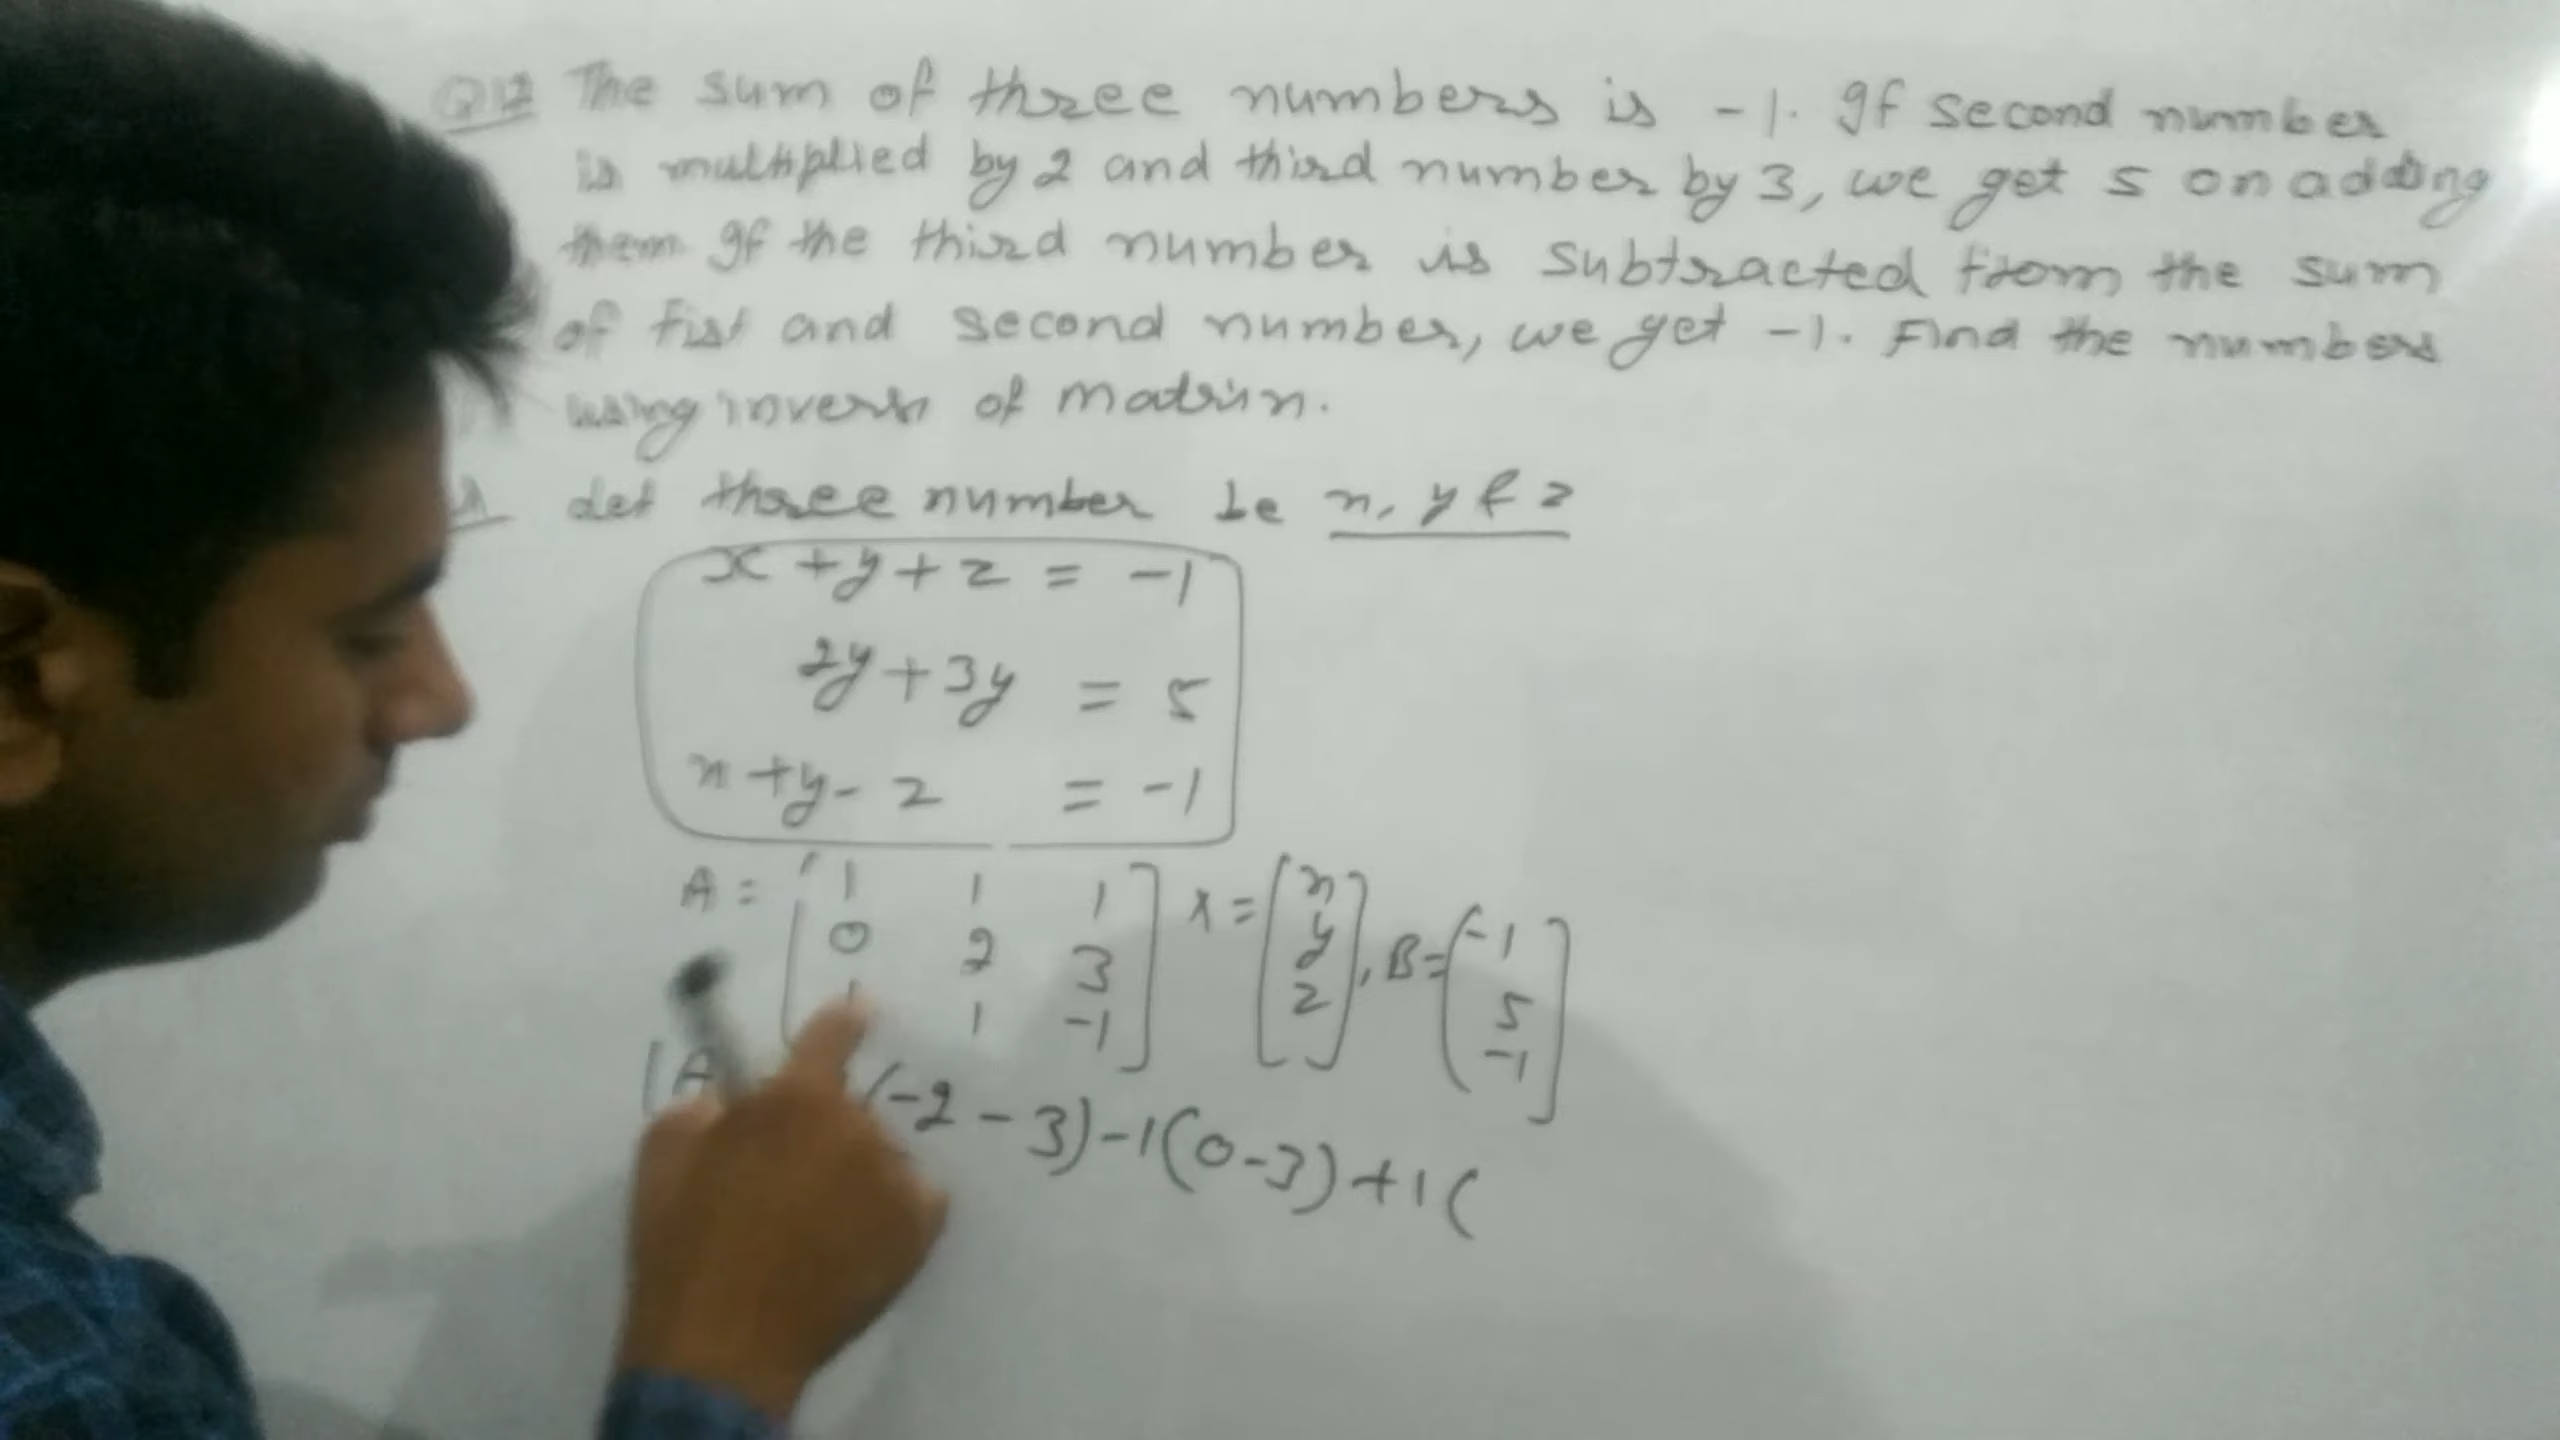 Q12 The sum of three numbers is -1. If second number
is multiplied by 2 and third number by 3, we get 5 on adding
them If the third number is subtracted from the sum
of fist and second number, we get -1. Find the numbers
using inverse of matrix.
Let three number be x, y & z
x + y + z = -1
2y + 3y = 5
x + y - z = -1
A = [ 1 1 1 X = [ x
0 2 3 y , B = [ -1
1 1 -1 ] z ] 5
-1 ]
|A (-2 - 3) -1(0-3) +1(